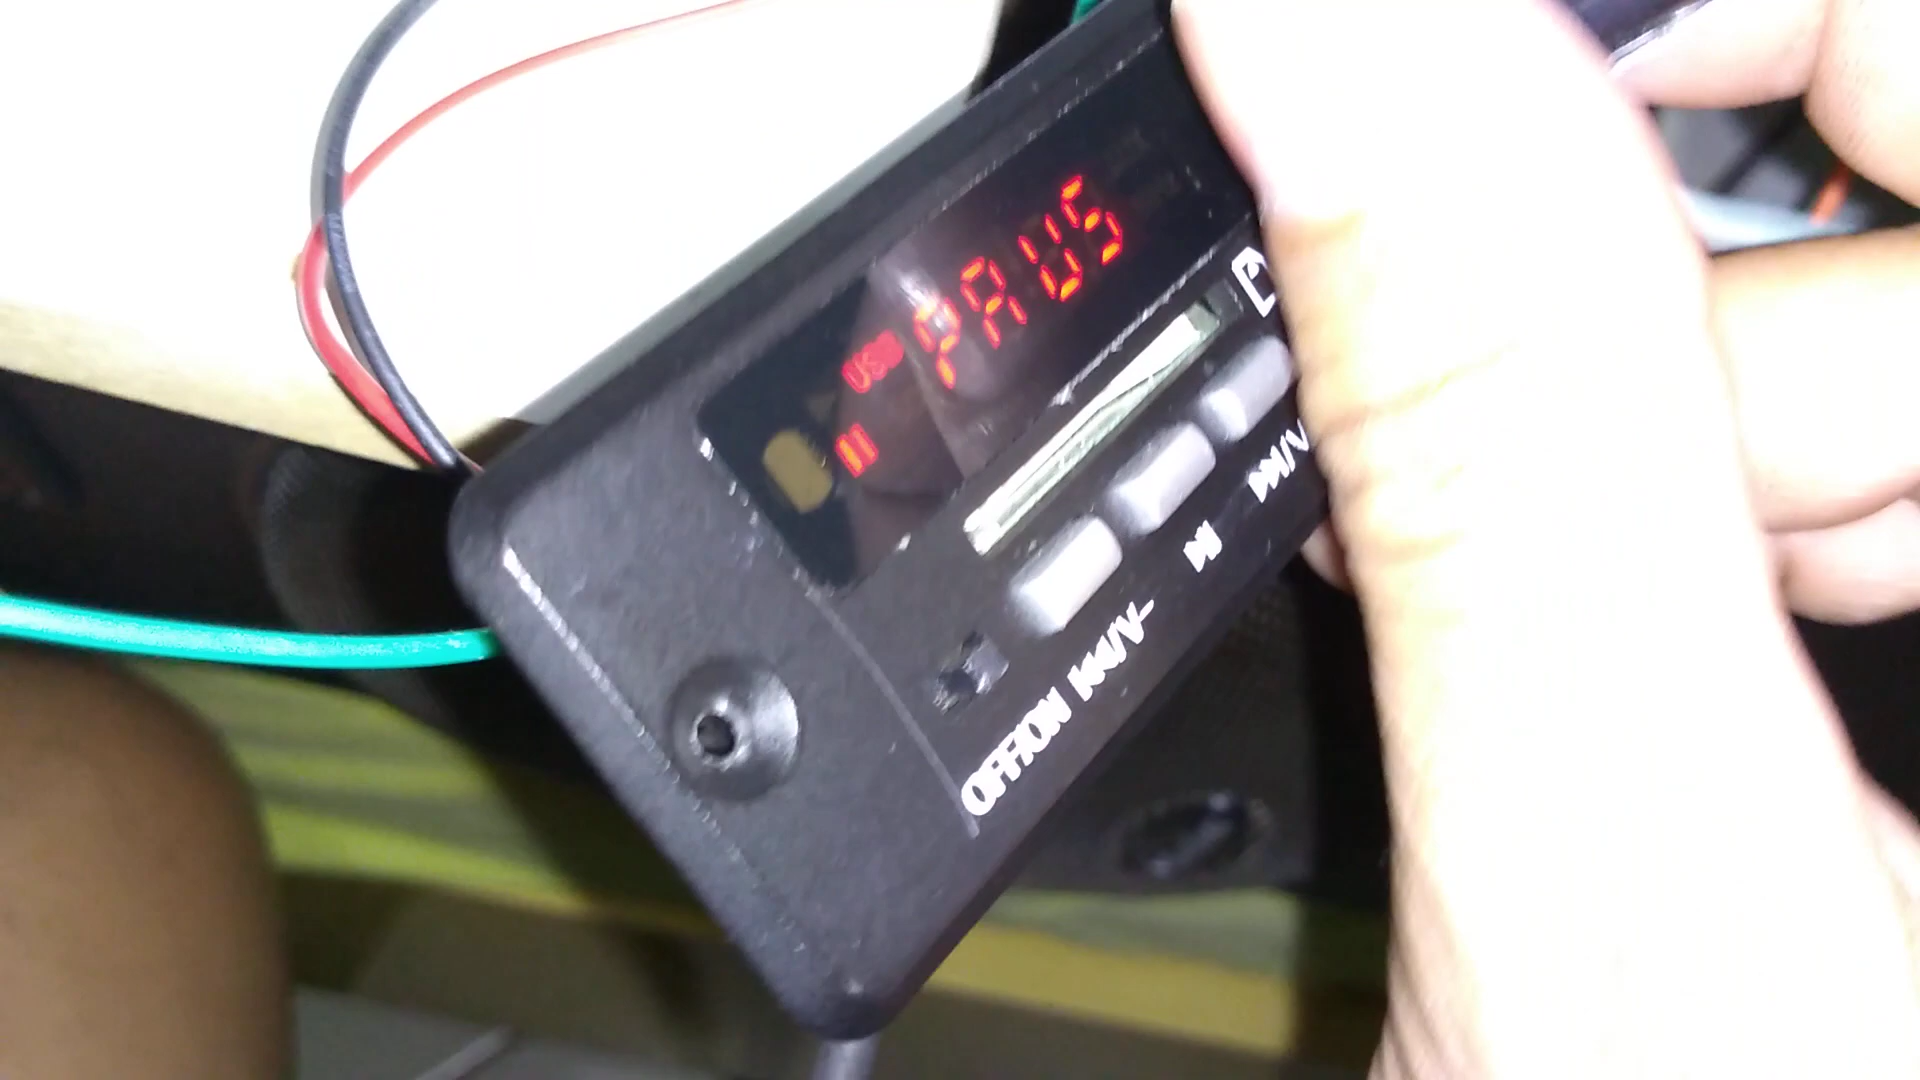 USB PAUS
OFF/ON ⏮/V- ⏯ ⏭/V